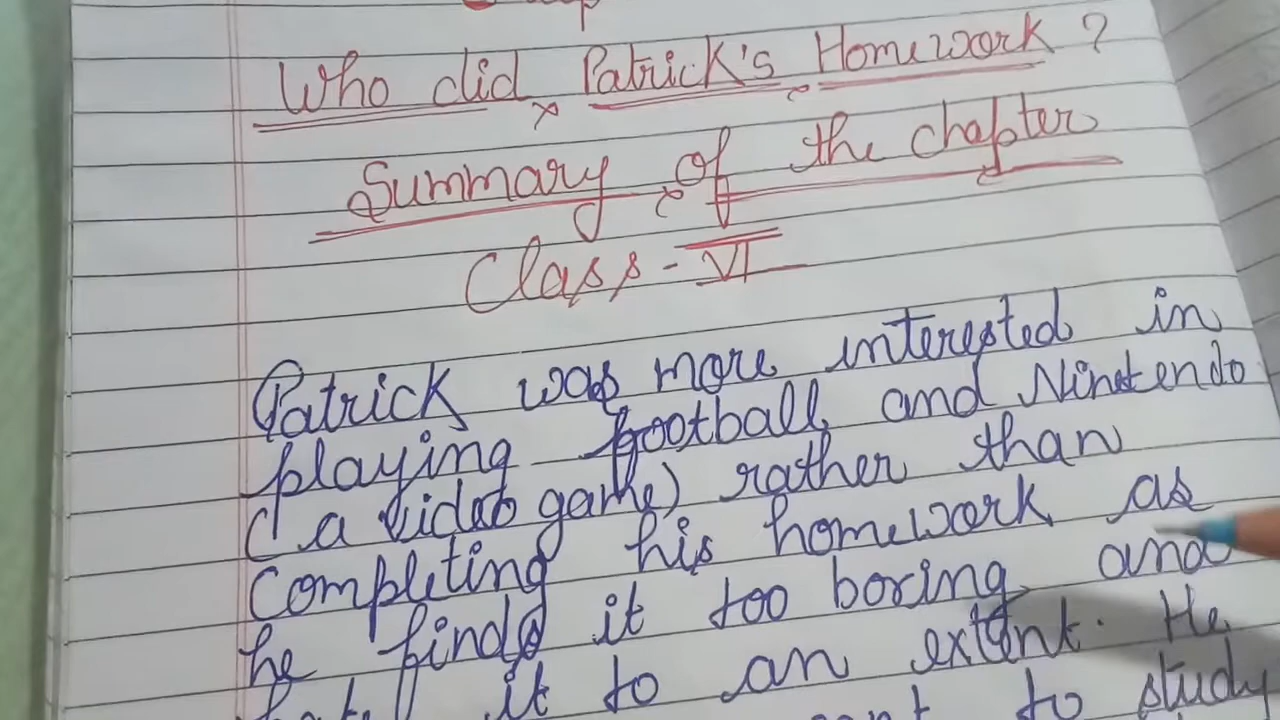 Who did Patrick's Homework ?
Summary of the chapter
Class - VI
Patrick was more interested in
playing football and Nintendo
( a video game) rather than
completing his homework as
he finds it too boring and
it to an extent. He
to study